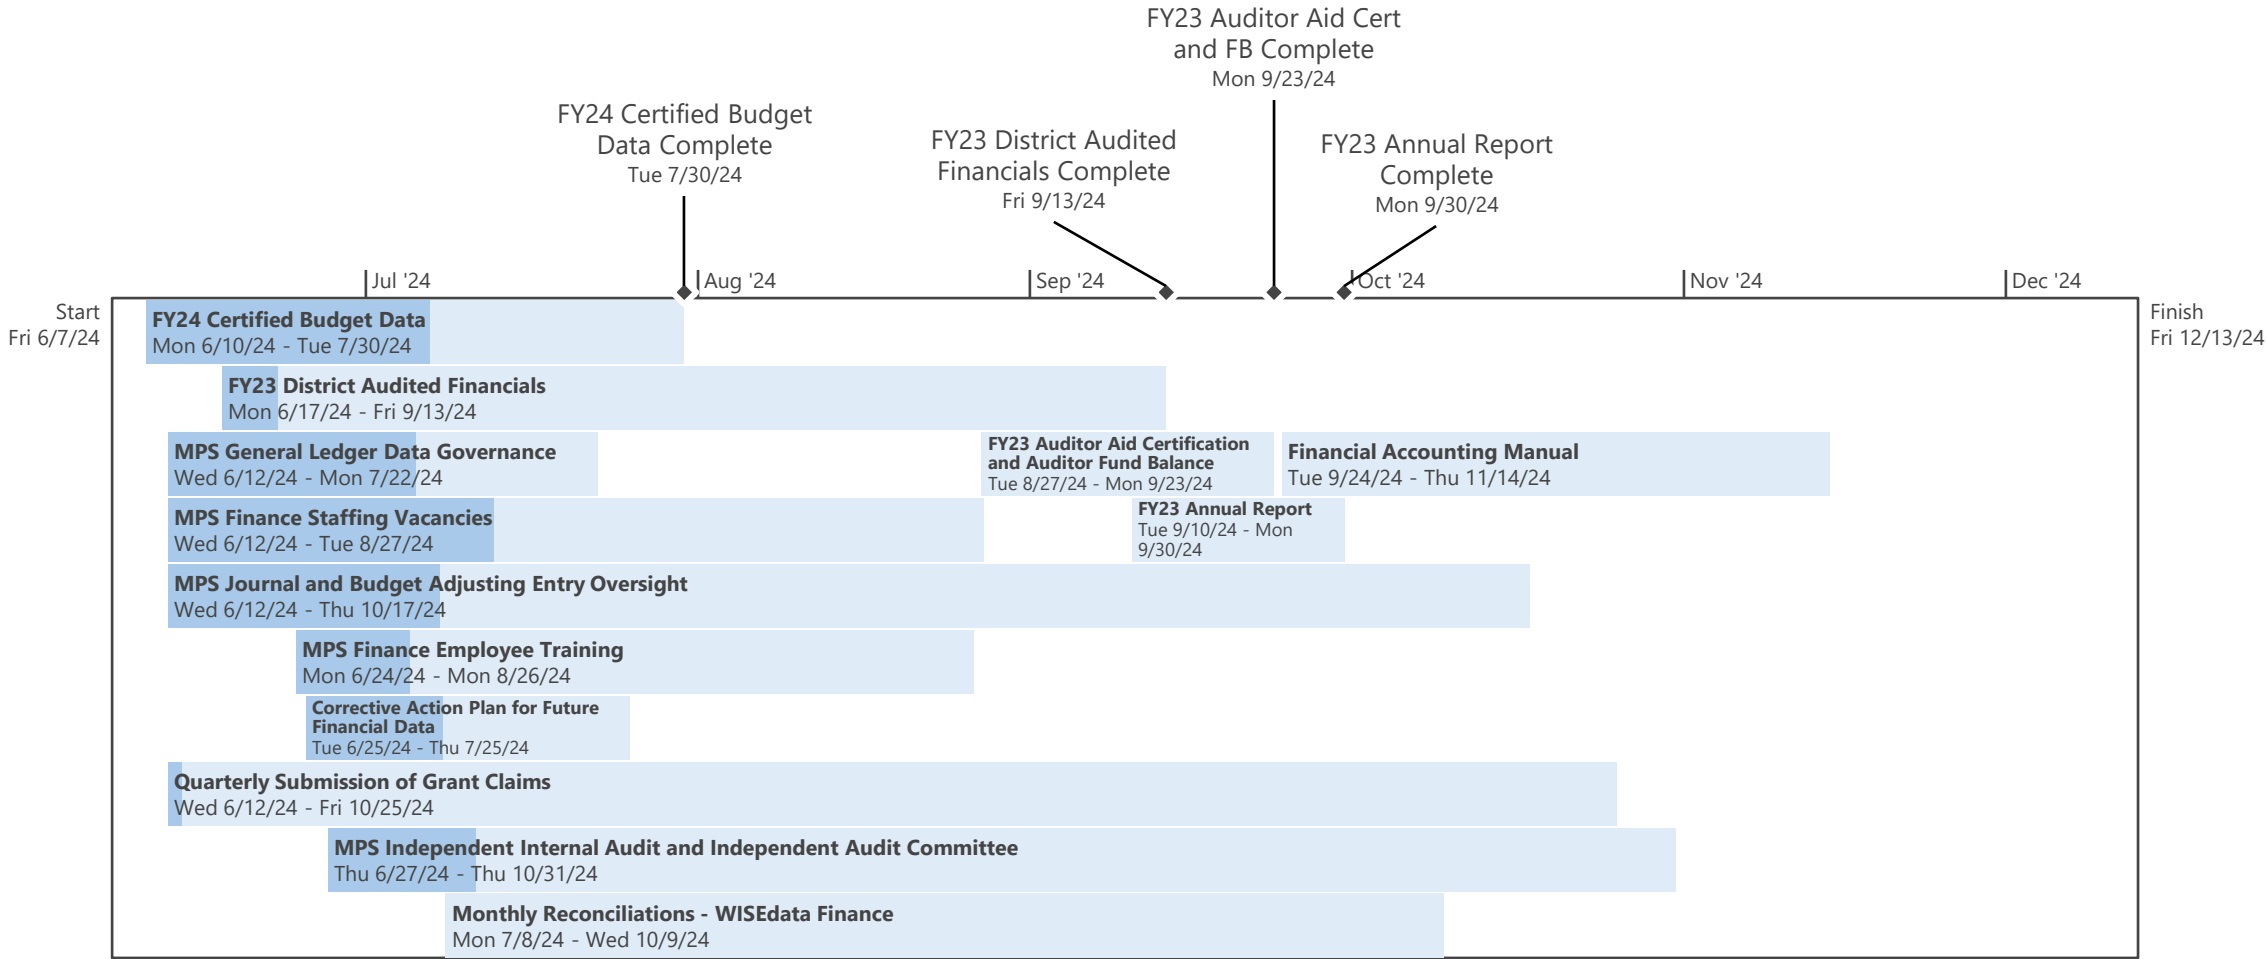 FY23 Auditor Aid Cert
and FB Complete
Mon 9/23/24
FY24 Certified Budget
Data Complete
Tue 7/30/24
FY23 District Audited
Financials Complete
Fri 9/13/24
FY23 Annual Report
Complete
Mon 9/30/24
Jul '24
Aug '24
Sep '24
Oct '24
Nov '24
Dec '24
Start
Fri 6/7/24
Finish
Fri 12/13/24
FY24 Certified Budget Data
Mon 6/10/24 - Tue 7/30/24
FY23 District Audited Financials
Mon 6/17/24 - Fri 9/13/24
MPS General Ledger Data Governance
Wed 6/12/24 - Mon 7/22/24
FY23 Auditor Aid Certification
and Auditor Fund Balance
Tue 8/27/24 - Mon 9/23/24
Financial Accounting Manual
Tue 9/24/24 - Thu 11/14/24
MPS Finance Staffing Vacancies
Wed 6/12/24 - Tue 8/27/24
FY23 Annual Report
Tue 9/10/24 - Mon
9/30/24
MPS Journal and Budget Adjusting Entry Oversight
Wed 6/12/24 - Thu 10/17/24
MPS Finance Employee Training
Mon 6/24/24 - Mon 8/26/24
Corrective Action Plan for Future
Financial Data
Tue 6/25/24 - Thu 7/25/24
Quarterly Submission of Grant Claims
Wed 6/12/24 - Fri 10/25/24
MPS Independent Internal Audit and Independent Audit Committee
Thu 6/27/24 - Thu 10/31/24
Monthly Reconciliations - WISEdata Finance
Mon 7/8/24 - Wed 10/9/24